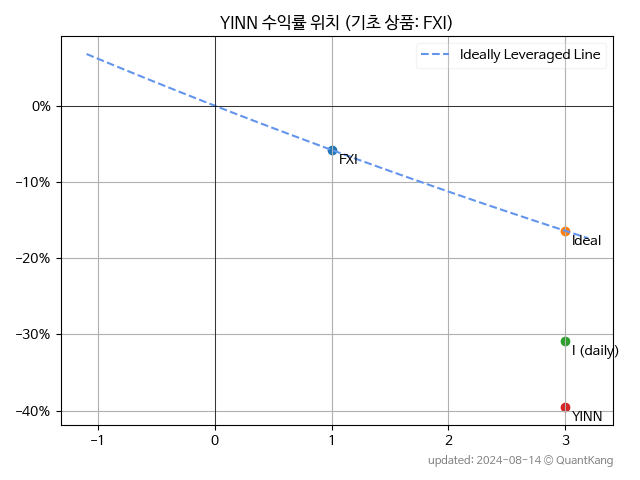 YINN 수익률 위치 (기초 상품: FXI)
Ideally Leveraged Line
0%
−10%
−20%
−30%
−40%
FXI
Ideal
I (daily)
YINN
−1
0
1
2
3
updated: 2024-08-14 © QuantKang